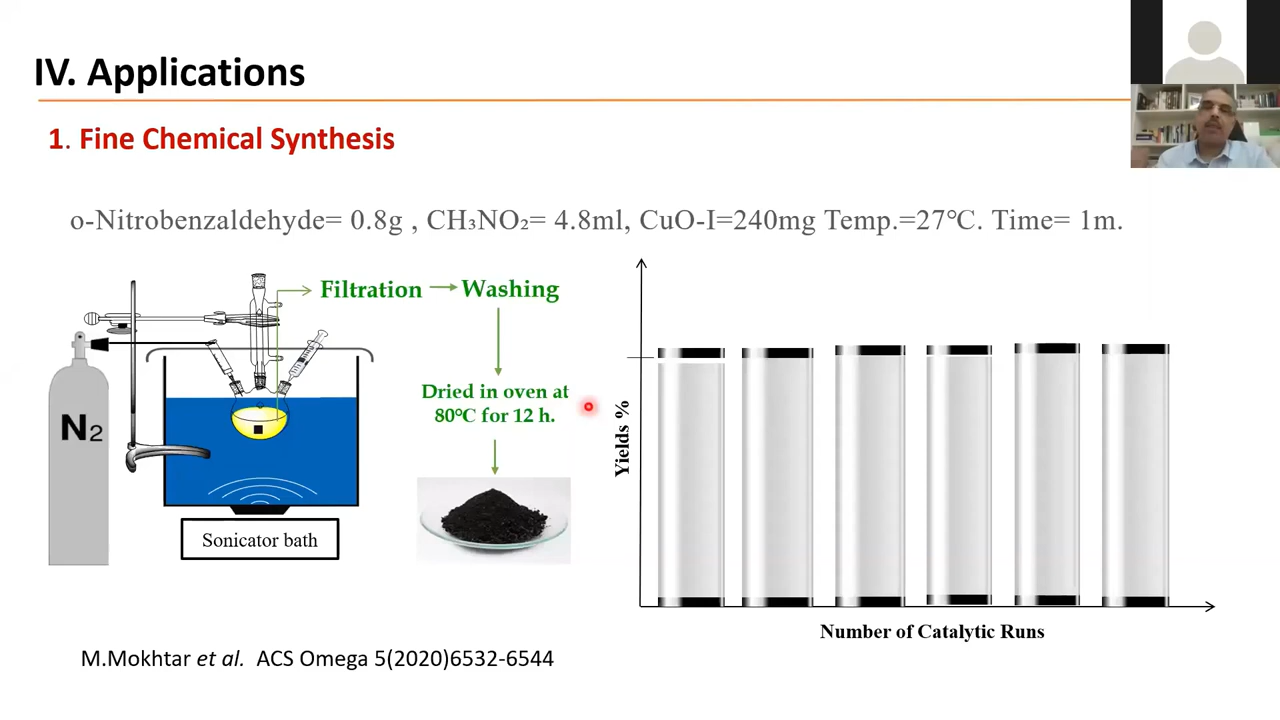 IV. Applications
1. Fine Chemical Synthesis
o-Nitrobenzaldehyde= 0.8g , CH₃NO₂= 4.8ml, CuO-I=240mg Temp.=27℃. Time= 1m.
Filtration
Washing
Dried in oven at
80℃ for 12 h.
N₂
Sonicator bath
Yields %
Number of Catalytic Runs
M.Mokhtar et al. ACS Omega 5(2020)6532-6544